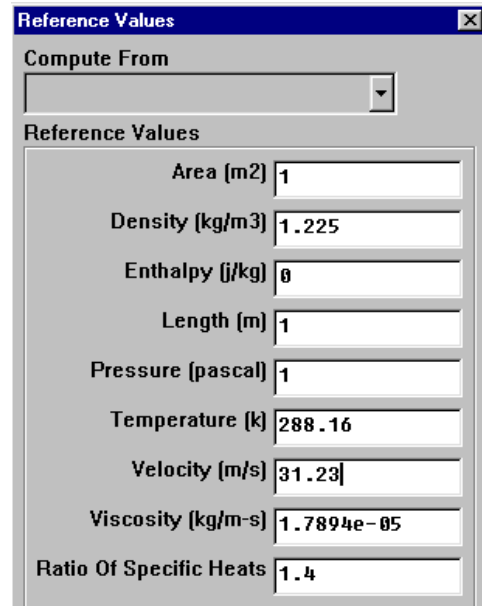 Reference Values
Compute From
Reference Values
Area (m2) 1
Density (kg/m3) 1.225
Enthalpy (j/kg) 0
Length (m) 1
Pressure (pascal) 1
Temperature (k) 288.16
Velocity (m/s) 31.23
Viscosity (kg/m-s) 1.7894e-05
Ratio Of Specific Heats 1.4